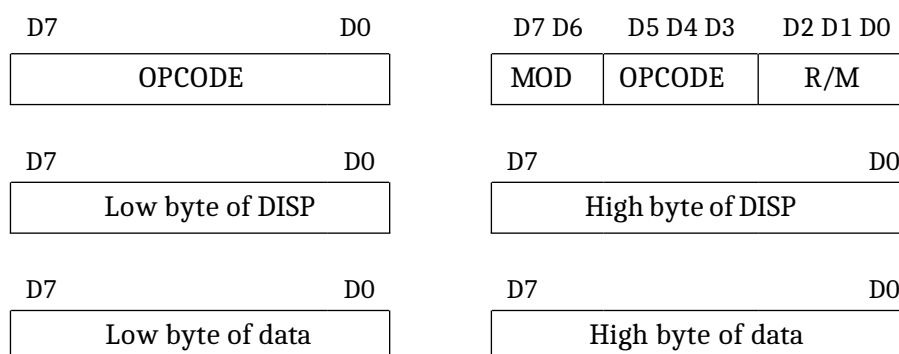 D7 D0 D7 D6 D5 D4 D3 D2 D1 D0
OPCODE MOD OPCODE R/M
D7 D0 D7 D0
Low byte of DISP High byte of DISP
D7 D0 D7 D0
Low byte of data High byte of data